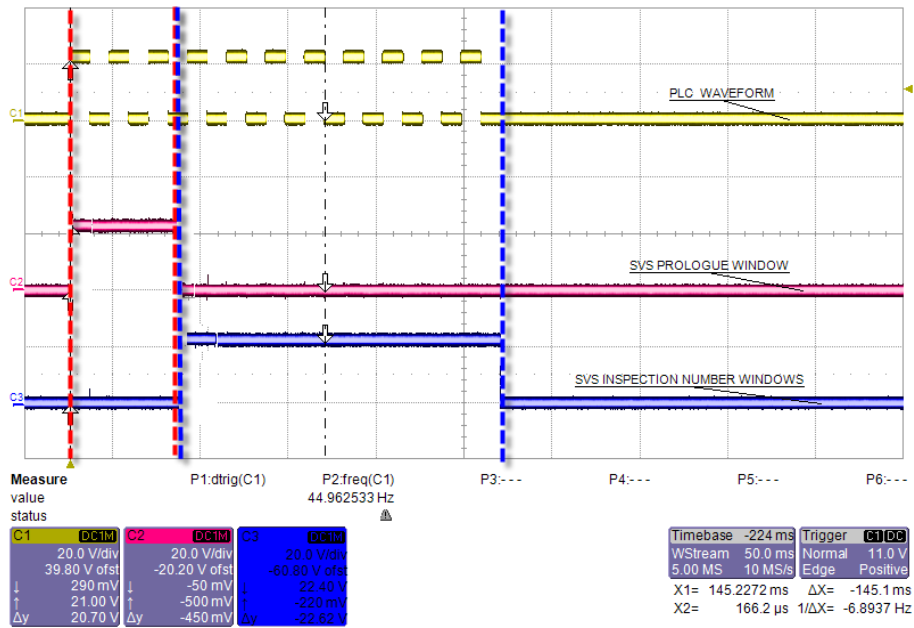 C1
PLC WAVEFORM
C2
SVS PROLOGUE WINDOW
C3
SVS INSPECTION NUMBER WINDOWS
Measure P1:dtrig(C1) P2:freq(C1) P3:- - - P4:- - - P5:- - - P6:- - -
value 44.962533 Hz
status
C1 DC1M C2 DC1M C3 DC1M Timebase -224 ms Trigger C1 DC
20.0 V/div 20.0 V/div 20.0 V/div WStream 50.0 ms Normal 11.0 V
39.80 V ofst -20.20 V ofst -60.80 V ofst 5.00 MS 10 MS/s Edge Positive
↓ 290 mV ↓ -50 mV ↓ 22.40 V X1= 145.2272 ms ΔX= -145.1 ms
↑ 21.00 V ↑ -500 mV ↑ -220 mV X2= 166.2 µs 1/ΔX= -6.8937 Hz
Δy 20.70 V Δy -450 mV Δy -22.62 V